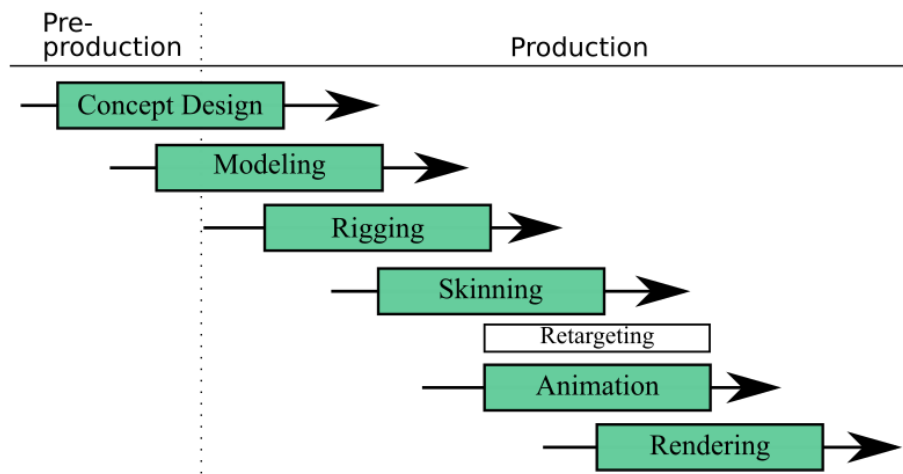 Pre-
production
Production
Concept Design
Modeling
Rigging
Skinning
Retargeting
Animation
Rendering